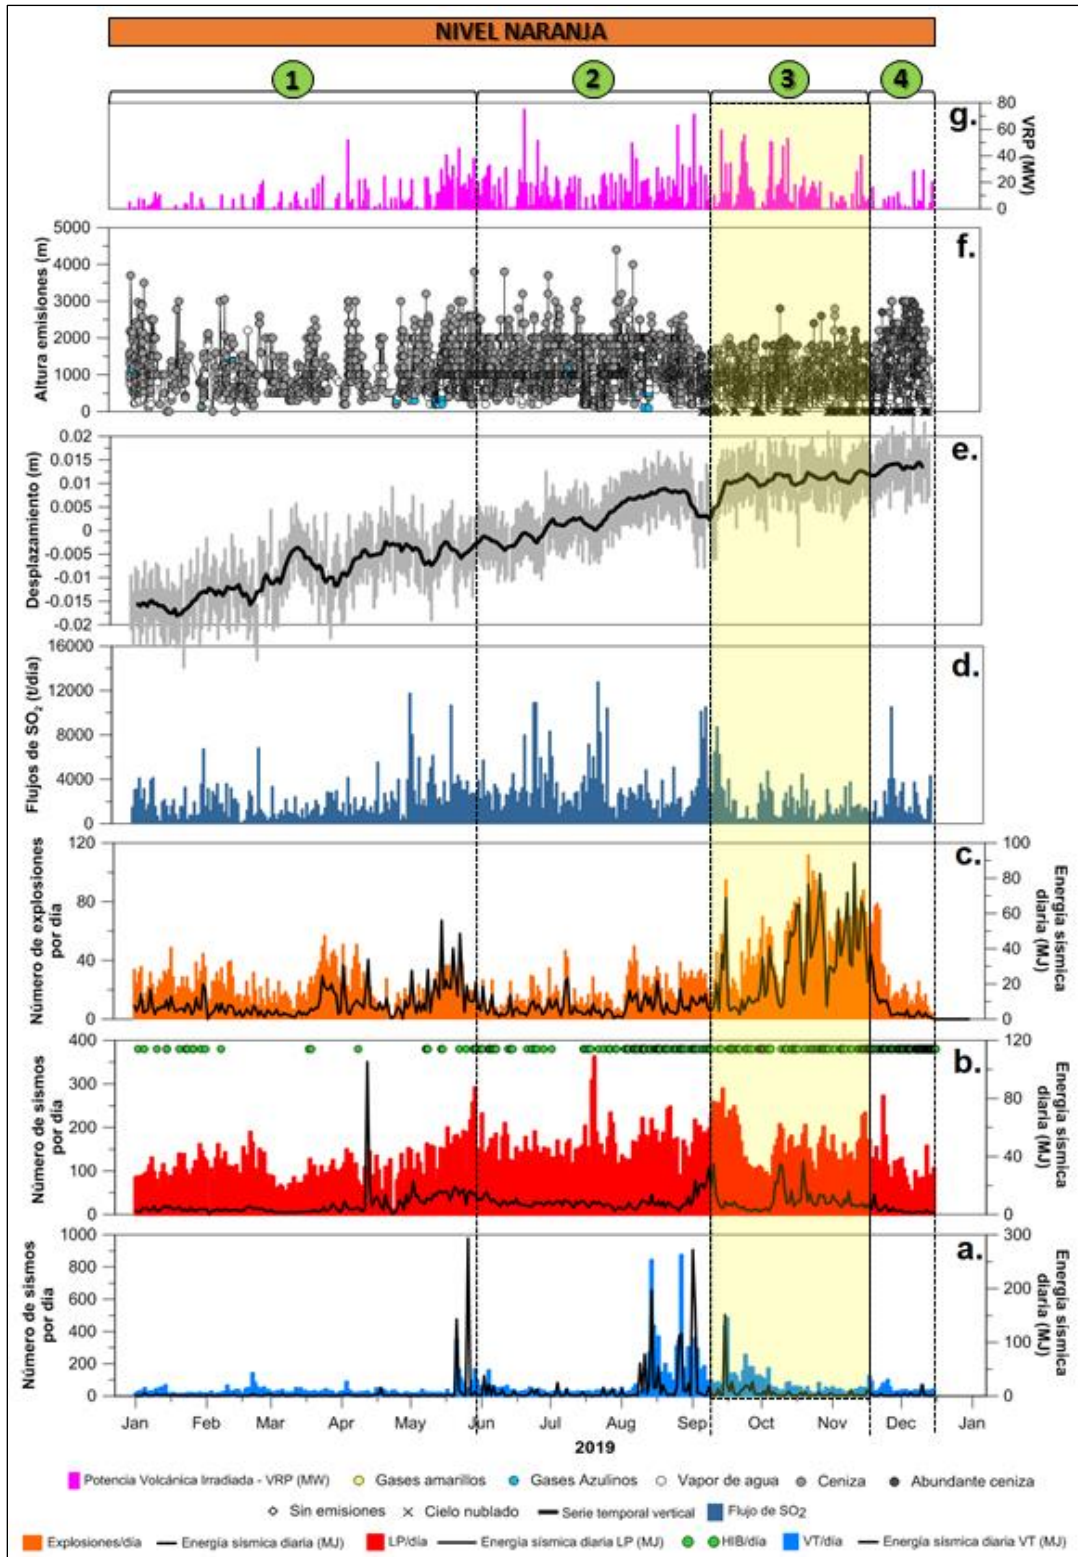 NIVEL NARANJA
1 2 3 4
g.
80
60
40
20
0
VRP (MW)
f.
Altura emisiones (m)
5000
4000
3000
2000
1000
0
e.
Desplazamiento (m)
0.02
0.015
0.01
0.005
0
-0.005
-0.01
-0.015
-0.02
d.
Flujos de SO2 (t/día)
16000
12000
8000
4000
0
c.
Número de explosiones
por día
120
80
40
0
100
80
60
40
20
0
Energía sísmica
diaria (MJ)
b.
Número de sismos
por día
400
300
200
100
0
120
80
40
0
Energía sísmica
diaria (MJ)
a.
Número de sismos
por día
1000
800
600
400
200
0
300
200
100
0
Energía sísmica
diaria (MJ)
Jan Feb Mar Apr May Jun Jul Aug Sep Oct Nov Dec Jan
2019
Potencia Volcánica Irradiada - VRP (MW) Gases amarillos Gases Azulinos Vapor de agua Ceniza Abundante ceniza
Sin emisiones Cielo nublado Serie temporal vertical Flujo de SO2
Explosiones/día Energía sísmica diaria (MJ) LP/día Energía sísmica diaria LP (MJ) HIB/día VT/día Energía sísmica diaria VT (MJ)